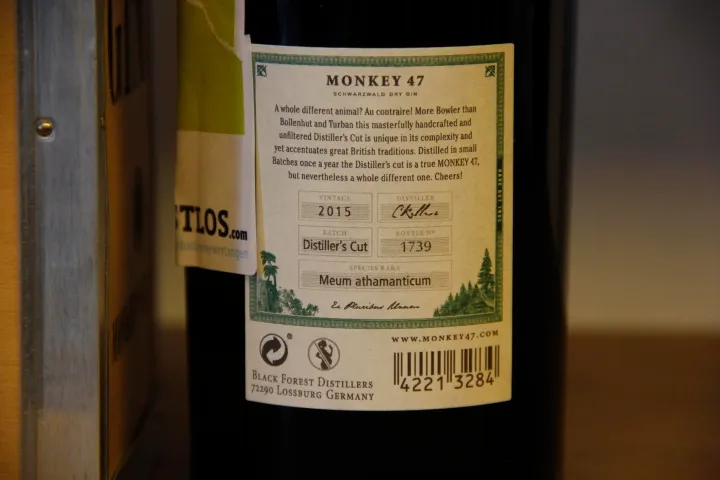 MONKEY 47
SCHWARZWALD DRY GIN
A whole different animal? Au contraire! More Bowler than
Bollenhut and Turban this masterfully handcrafted and
unfiltered Distiller's Cut is unique in its complexity and
yet accentuates great British traditions. Distilled in small
Batches once a year the Distiller's cut is a true MONKEY 47,
but nevertheless a whole different one. Cheers!
VINTAGE
2015
DISTILLER
BATCH
Distiller's Cut
BOTTLE Nº
1739
SPECIES RARA
Meum athamanticum
Ex Pluribus Unum
WWW.MONKEY47.COM
BLACK FOREST DISTILLERS
72290 LOSSBURG GERMANY
4221 3284
STLOS.com